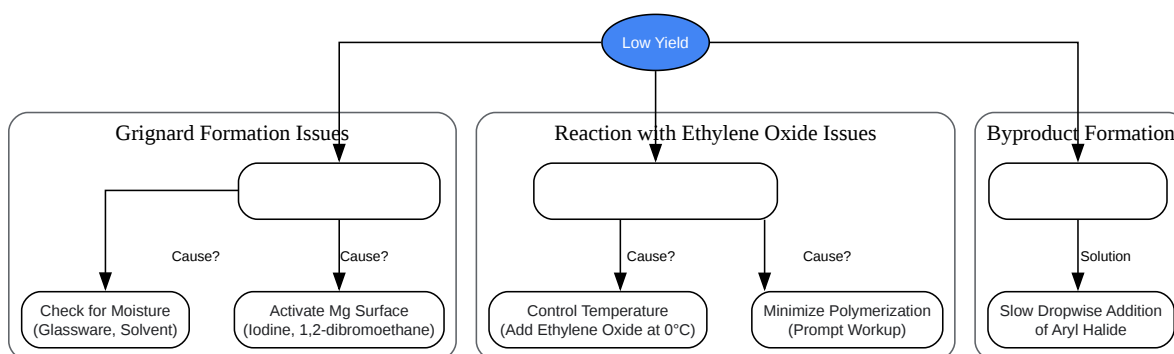 Low Yield
Grignard Formation Issues
Reaction with Ethylene Oxide Issues
Byproduct Formation
Cause?
Cause?
Cause?
Cause?
Solution
Check for Moisture
(Glassware, Solvent)
Activate Mg Surface
(Iodine, 1,2-dibromoethane)
Control Temperature
(Add Ethylene Oxide at 0°C)
Minimize Polymerization
(Prompt Workup)
Slow Dropwise Addition
of Aryl Halide